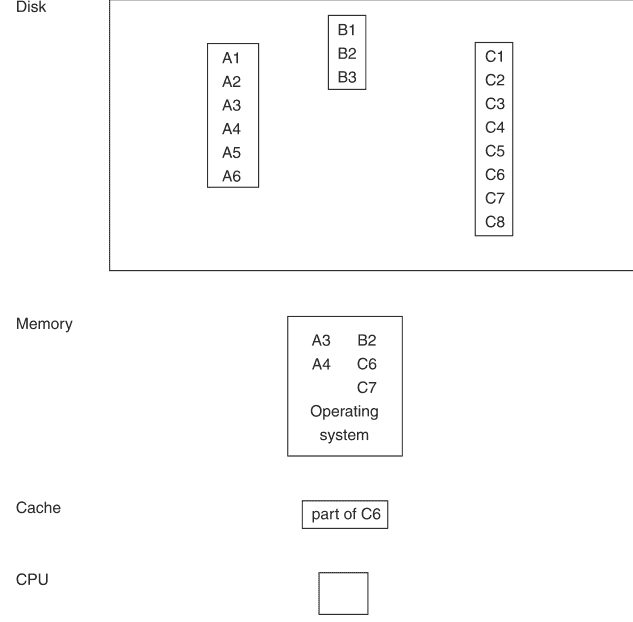 Disk
A1
A2
A3
A4
A5
A6
B1
B2
B3
C1
C2
C3
C4
C5
C6
C7
C8
Memory
A3 B2
A4 C6
C7
Operating
system
Cache
part of C6
CPU